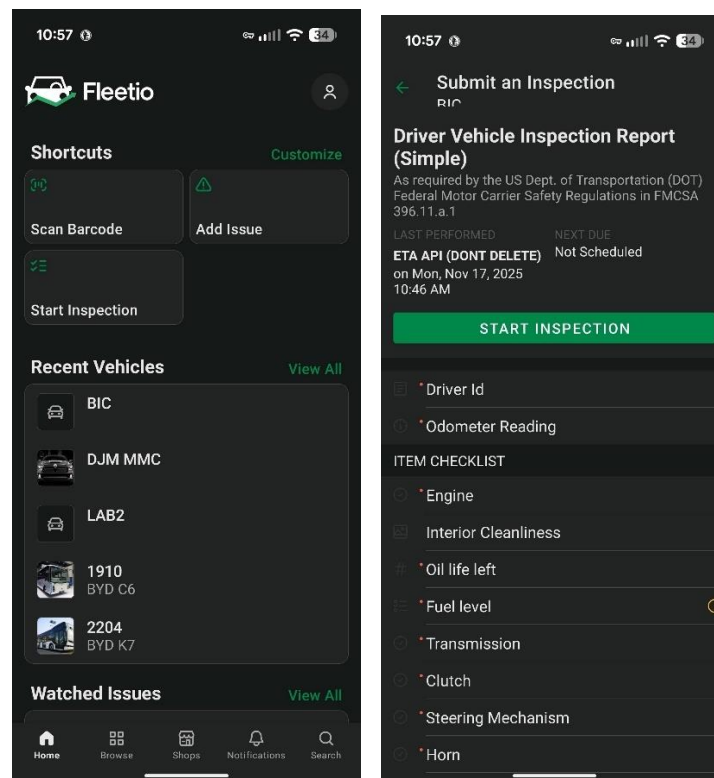 10:57
34
Fleetio
Shortcuts
Customize
Scan Barcode
Add Issue
Start Inspection
Recent Vehicles
View All
BIC
DJM MMC
LAB2
1910
BYD C6
2204
BYD K7
Watched Issues
View All
Home
Browse
Shops
Notifications
Search
10:57
34
Submit an Inspection
BIC
Driver Vehicle Inspection Report
(Simple)
As required by the US Dept. of Transportation (DOT)
Federal Motor Carrier Safety Regulations in FMCSA
396.11.a.1
LAST PERFORMED
NEXT DUE
ETA API (DONT DELETE)
Not Scheduled
on Mon, Nov 17, 2025
10:46 AM
START INSPECTION
*Driver Id
*Odometer Reading
ITEM CHECKLIST
*Engine
Interior Cleanliness
# *Oil life left
*Fuel level
*Transmission
*Clutch
*Steering Mechanism
*Horn